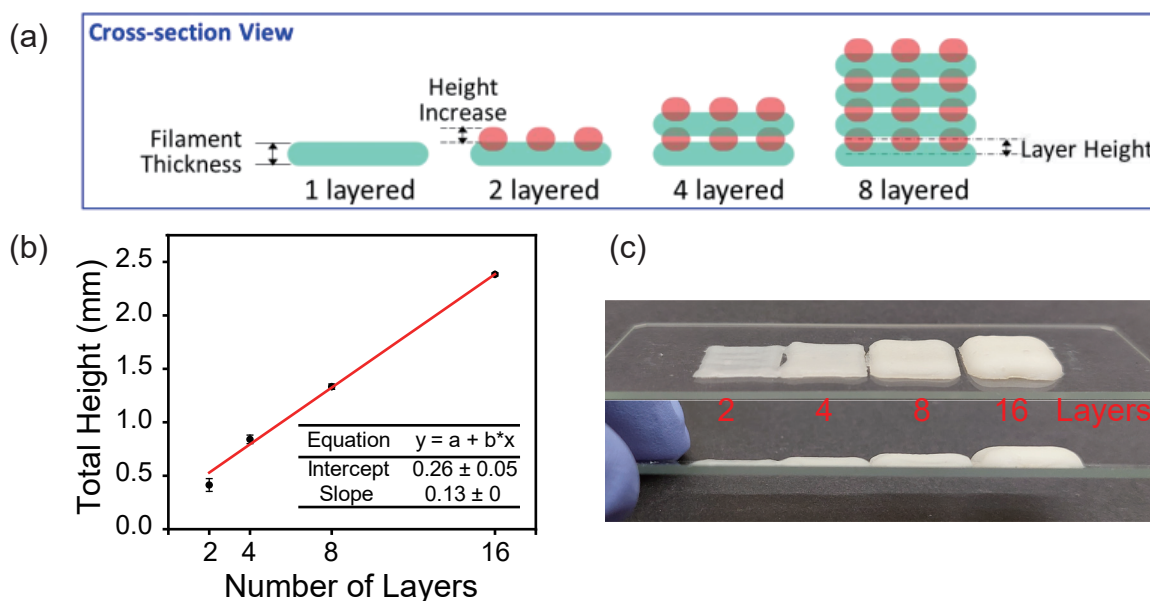 (a)
Cross-section View
Filament
Thickness
Height
Increase
Layer Height
1 layered
2 layered
4 layered
8 layered
(b)
Total Height (mm)
2.5
2.0
1.5
1.0
0.5
0.0
Equation y = a + b*x
Intercept 0.26 ± 0.05
Slope 0.13 ± 0
2 4 8 16
Number of Layers
(c)
2 4 8 16 Layers